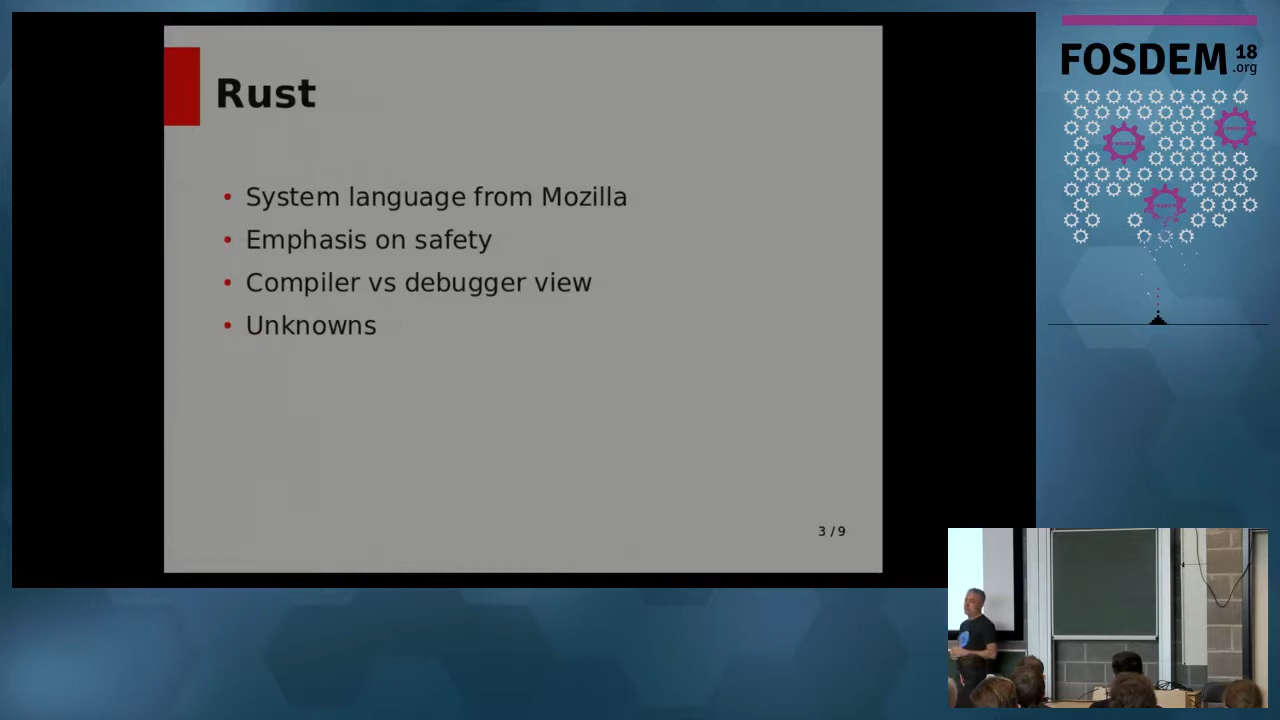 Rust
System language from Mozilla
Emphasis on safety
Compiler vs debugger view
Unknowns
3 / 9
FOSDEM 18
.org